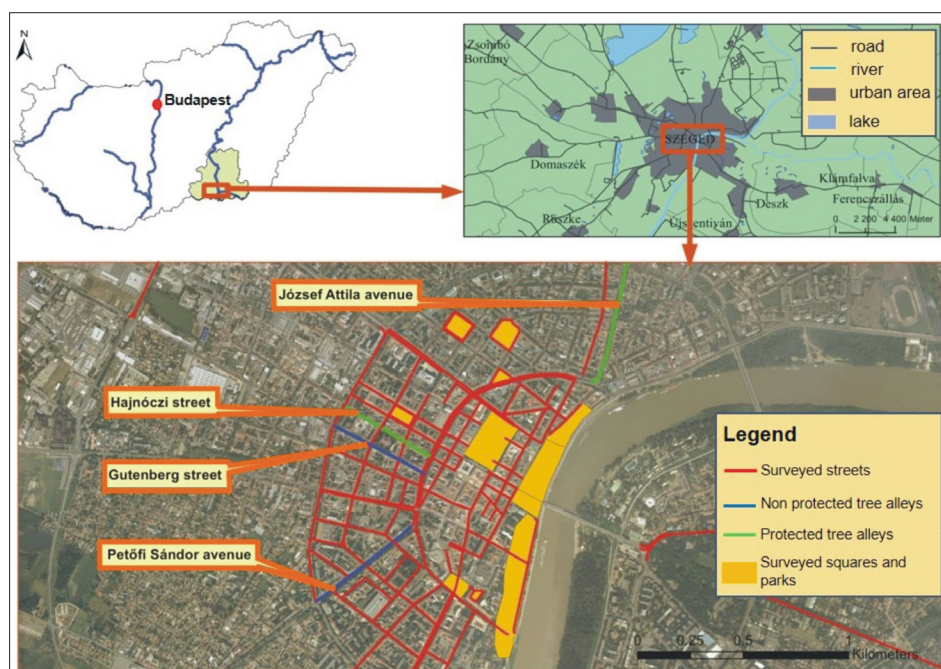 N
Budapest
Zsombó
Bordány
SZEGED
Domaszék
Klárafalva
Ferencszállás
Deszk
Röszke
Újszentiván
0 2 200 4 400 Meter
road
river
urban area
lake
József Attila avenue
Hajnóczi street
Gutenberg street
Petőfi Sándor avenue
Legend
Surveyed streets
Non protected tree alleys
Protected tree alleys
Surveyed squares and
parks
0 0.25 0.5 1
Kilometers